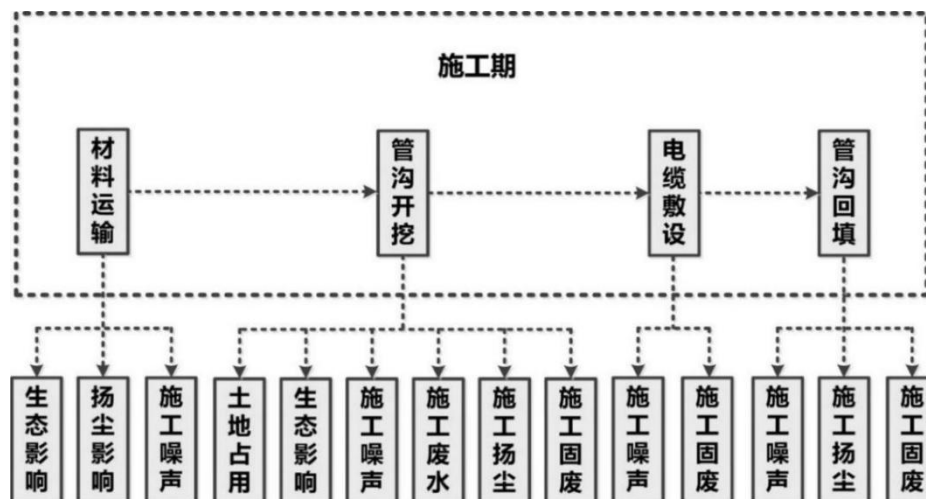 施工期
材料运输
管沟开挖
电缆敷设
管沟回填
生态影响
扬尘影响
施工噪声
土地占用
生态影响
施工噪声
施工废水
施工扬尘
施工固废
施工噪声
施工固废
施工噪声
施工扬尘
施工固废